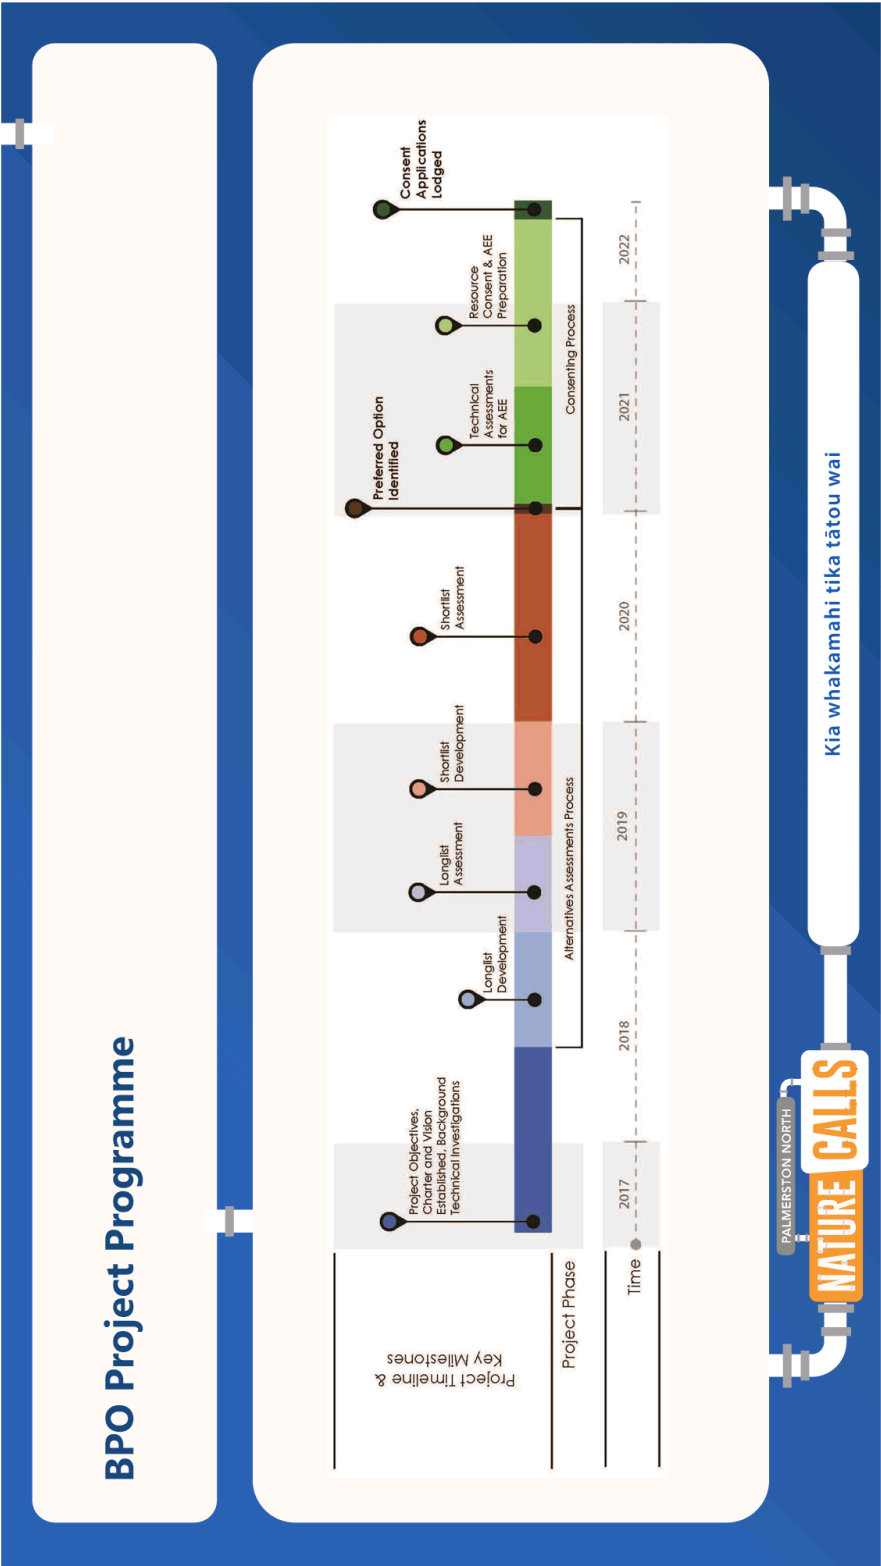 BPO Project Programme
Project Timeline &
Key Milestones
Project Objectives,
Charter and Vision
Established, Background
Technical Investigations
Longlist
Development
Longlist
Assessment
Shortlist
Development
Shortlist
Assessment
Preferred Option
Identified
Technical
Assessments
for AEE
Resource
Consent & AEE
Preparation
Consent
Applications
Lodged
Project Phase
Alternatives Assessments Process
Consenting Process
Time
2017
2018
2019
2020
2021
2022
PALMERSTON NORTH
NATURE CALLS
Kia whakamahi tika tātou wai